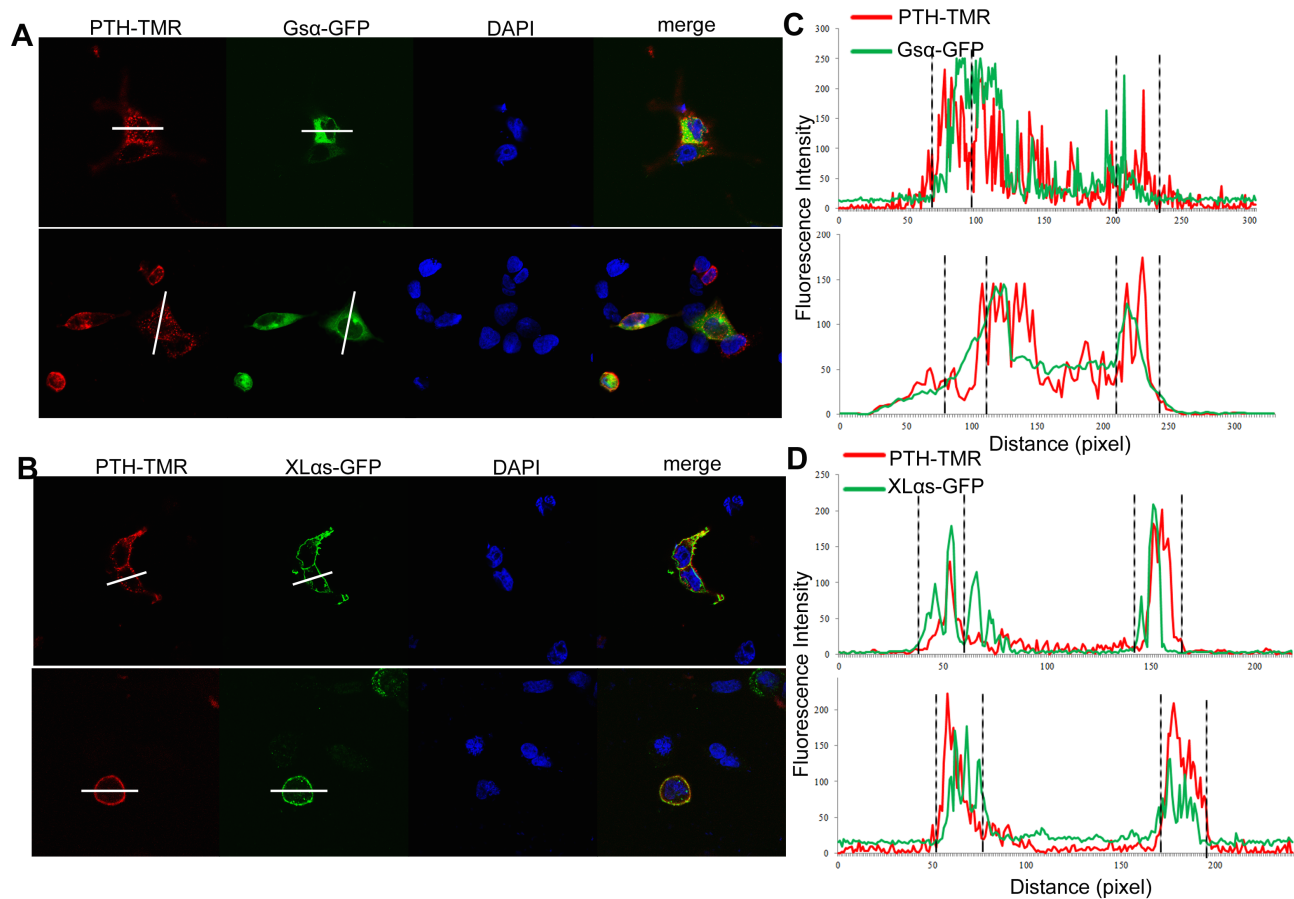 A
PTH-TMR
Gsα-GFP
DAPI
merge
B
PTH-TMR
XLαs-GFP
DAPI
merge
C
PTH-TMR
Gsα-GFP
Fluorescence Intensity
300
250
200
150
100
50
0
0 50 100 150 200 250 300
200
150
100
50
0
0 50 100 150 200 250 300
Distance (pixel)
D
PTH-TMR
XLαs-GFP
Fluorescence Intensity
250
200
150
100
50
0
0 50 100 150 200
200
150
100
50
0
0 50 100 150 200
Distance (pixel)